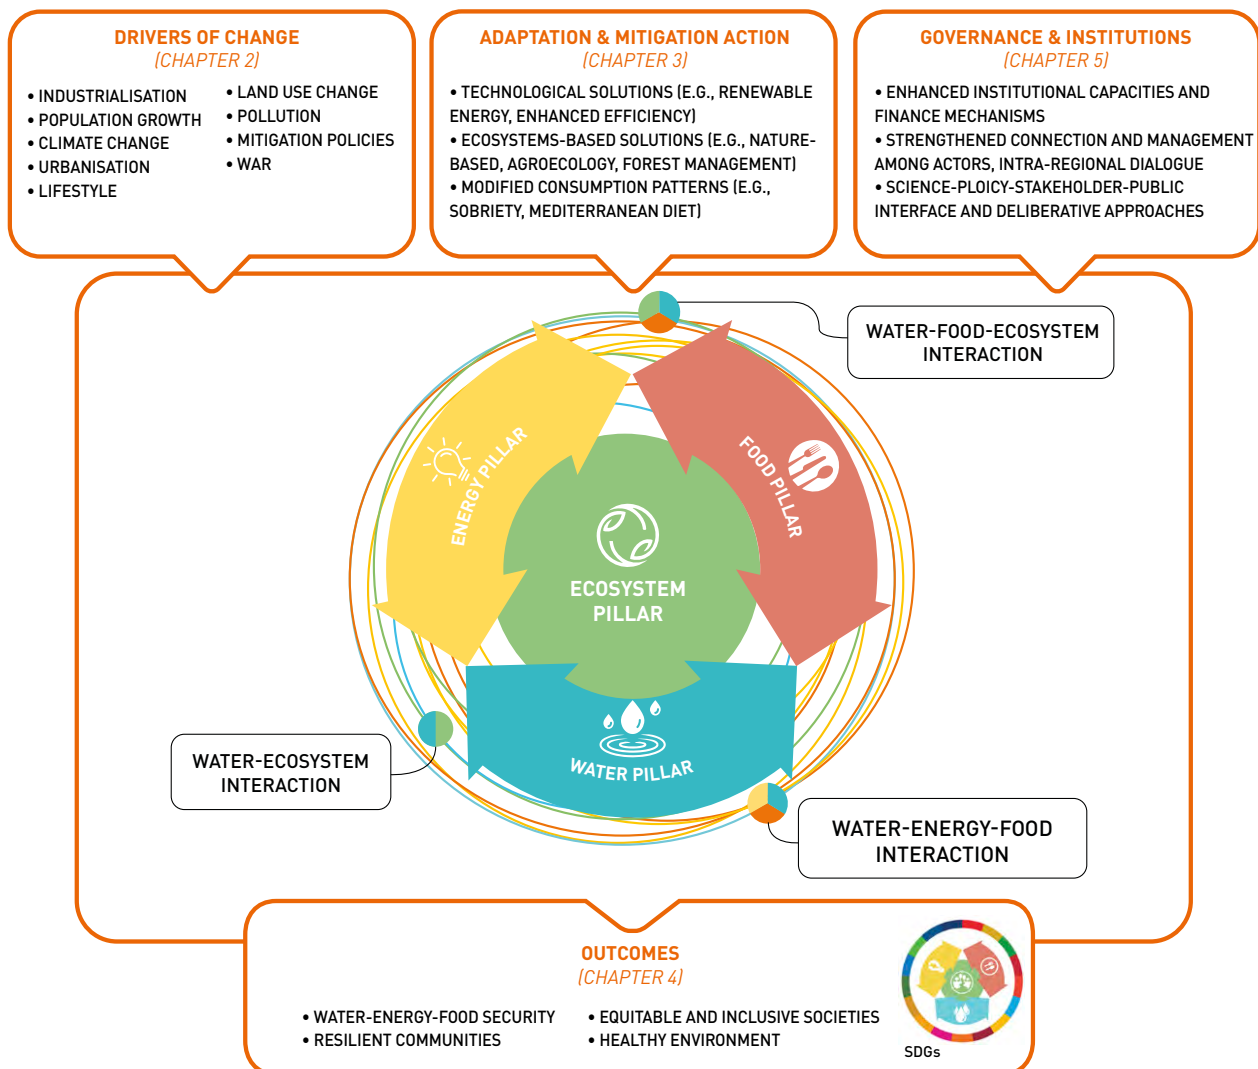 DRIVERS OF CHANGE
(CHAPTER 2)
• INDUSTRIALISATION
• POPULATION GROWTH
• CLIMATE CHANGE
• URBANISATION
• LIFESTYLE
• LAND USE CHANGE
• POLLUTION
• MITIGATION POLICIES
• WAR
ADAPTATION & MITIGATION ACTION
(CHAPTER 3)
• TECHNOLOGICAL SOLUTIONS (E.G., RENEWABLE
ENERGY, ENHANCED EFFICIENCY)
• ECOSYSTEMS-BASED SOLUTIONS (E.G., NATURE-
BASED, AGROECOLOGY, FOREST MANAGEMENT)
• MODIFIED CONSUMPTION PATTERNS (E.G.,
SOBRIETY, MEDITERRANEAN DIET)
GOVERNANCE & INSTITUTIONS
(CHAPTER 5)
• ENHANCED INSTITUTIONAL CAPACITIES AND
FINANCE MECHANISMS
• STRENGTHENED CONNECTION AND MANAGEMENT
AMONG ACTORS, INTRA-REGIONAL DIALOGUE
• SCIENCE-PLOICY-STAKEHOLDER-PUBLIC
INTERFACE AND DELIBERATIVE APPROACHES
WATER-FOOD-ECOSYSTEM
INTERACTION
ENERGY PILLAR
FOOD PILLAR
ECOSYSTEM
PILLAR
WATER PILLAR
WATER-ECOSYSTEM
INTERACTION
WATER-ENERGY-FOOD
INTERACTION
OUTCOMES
(CHAPTER 4)
• WATER-ENERGY-FOOD SECURITY
• RESILIENT COMMUNITIES
• EQUITABLE AND INCLUSIVE SOCIETIES
• HEALTHY ENVIRONMENT
SDGs